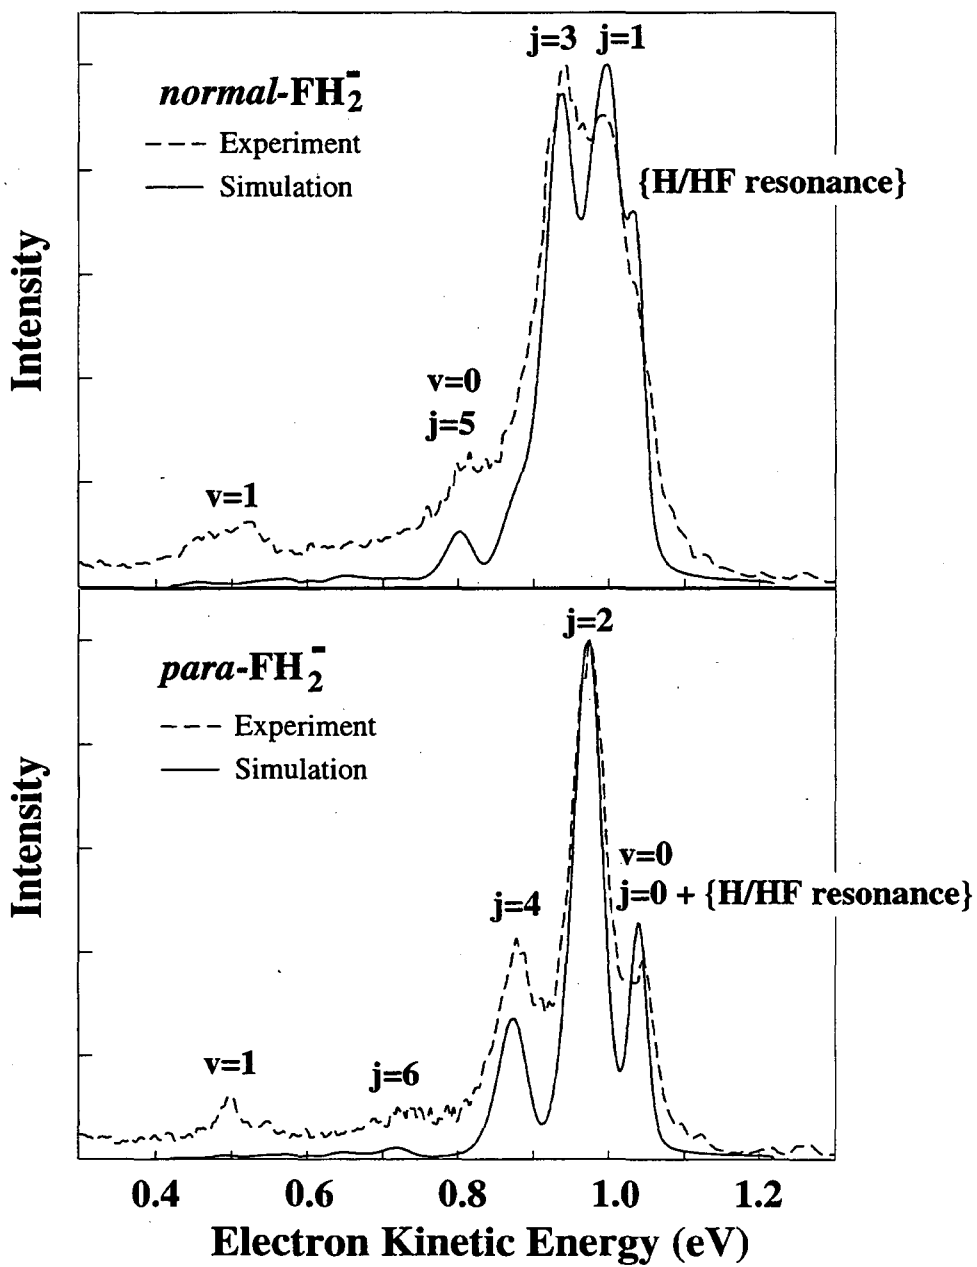 j=3 j=1
normal-FH₂⁻
Experiment
Simulation
{H/HF resonance}
Intensity
v=0
j=5
v=1
j=2
para-FH₂⁻
Experiment
Simulation
Intensity
v=0
j=0 + {H/HF resonance}
j=4
v=1
j=6
0.4 0.6 0.8 1.0 1.2
Electron Kinetic Energy (eV)